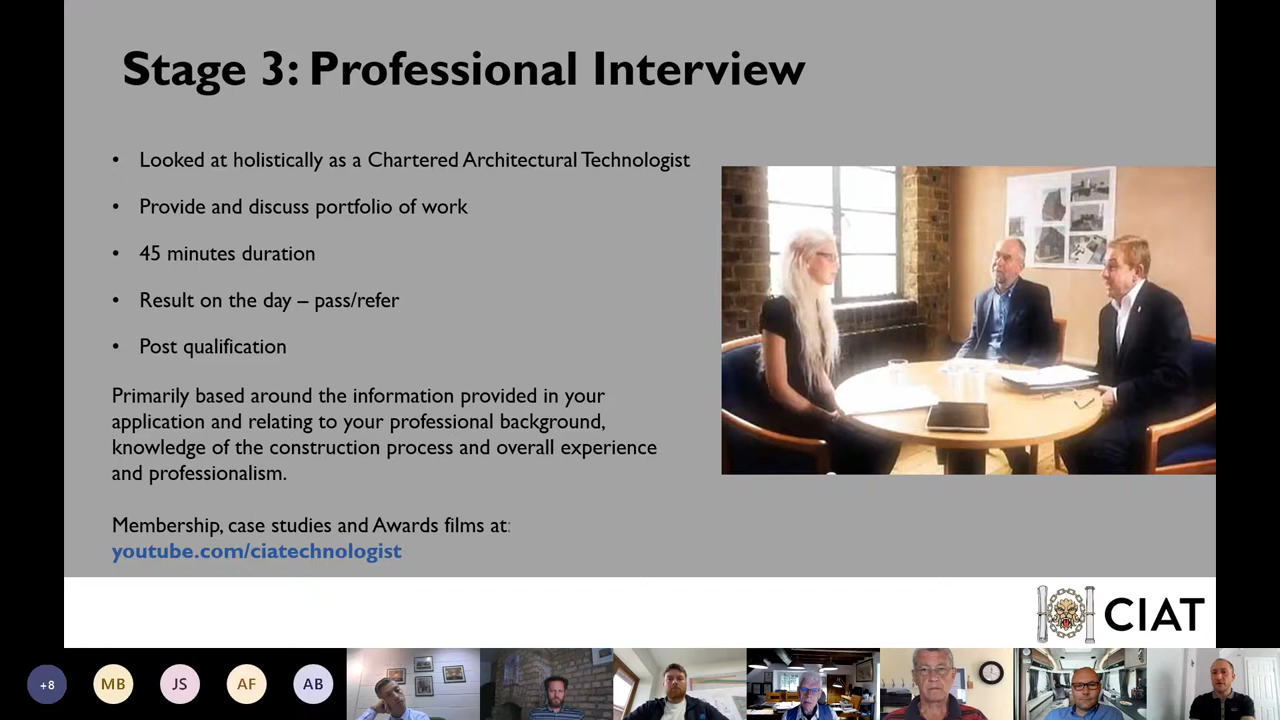 Stage 3: Professional Interview
• Looked at holistically as a Chartered Architectural Technologist
• Provide and discuss portfolio of work
• 45 minutes duration
• Result on the day – pass/refer
• Post qualification
Primarily based around the information provided in your
application and relating to your professional background,
knowledge of the construction process and overall experience
and professionalism.
Membership, case studies and Awards films at:
youtube.com/ciatechnologist
CIAT
+8
MB
JS
AF
AB